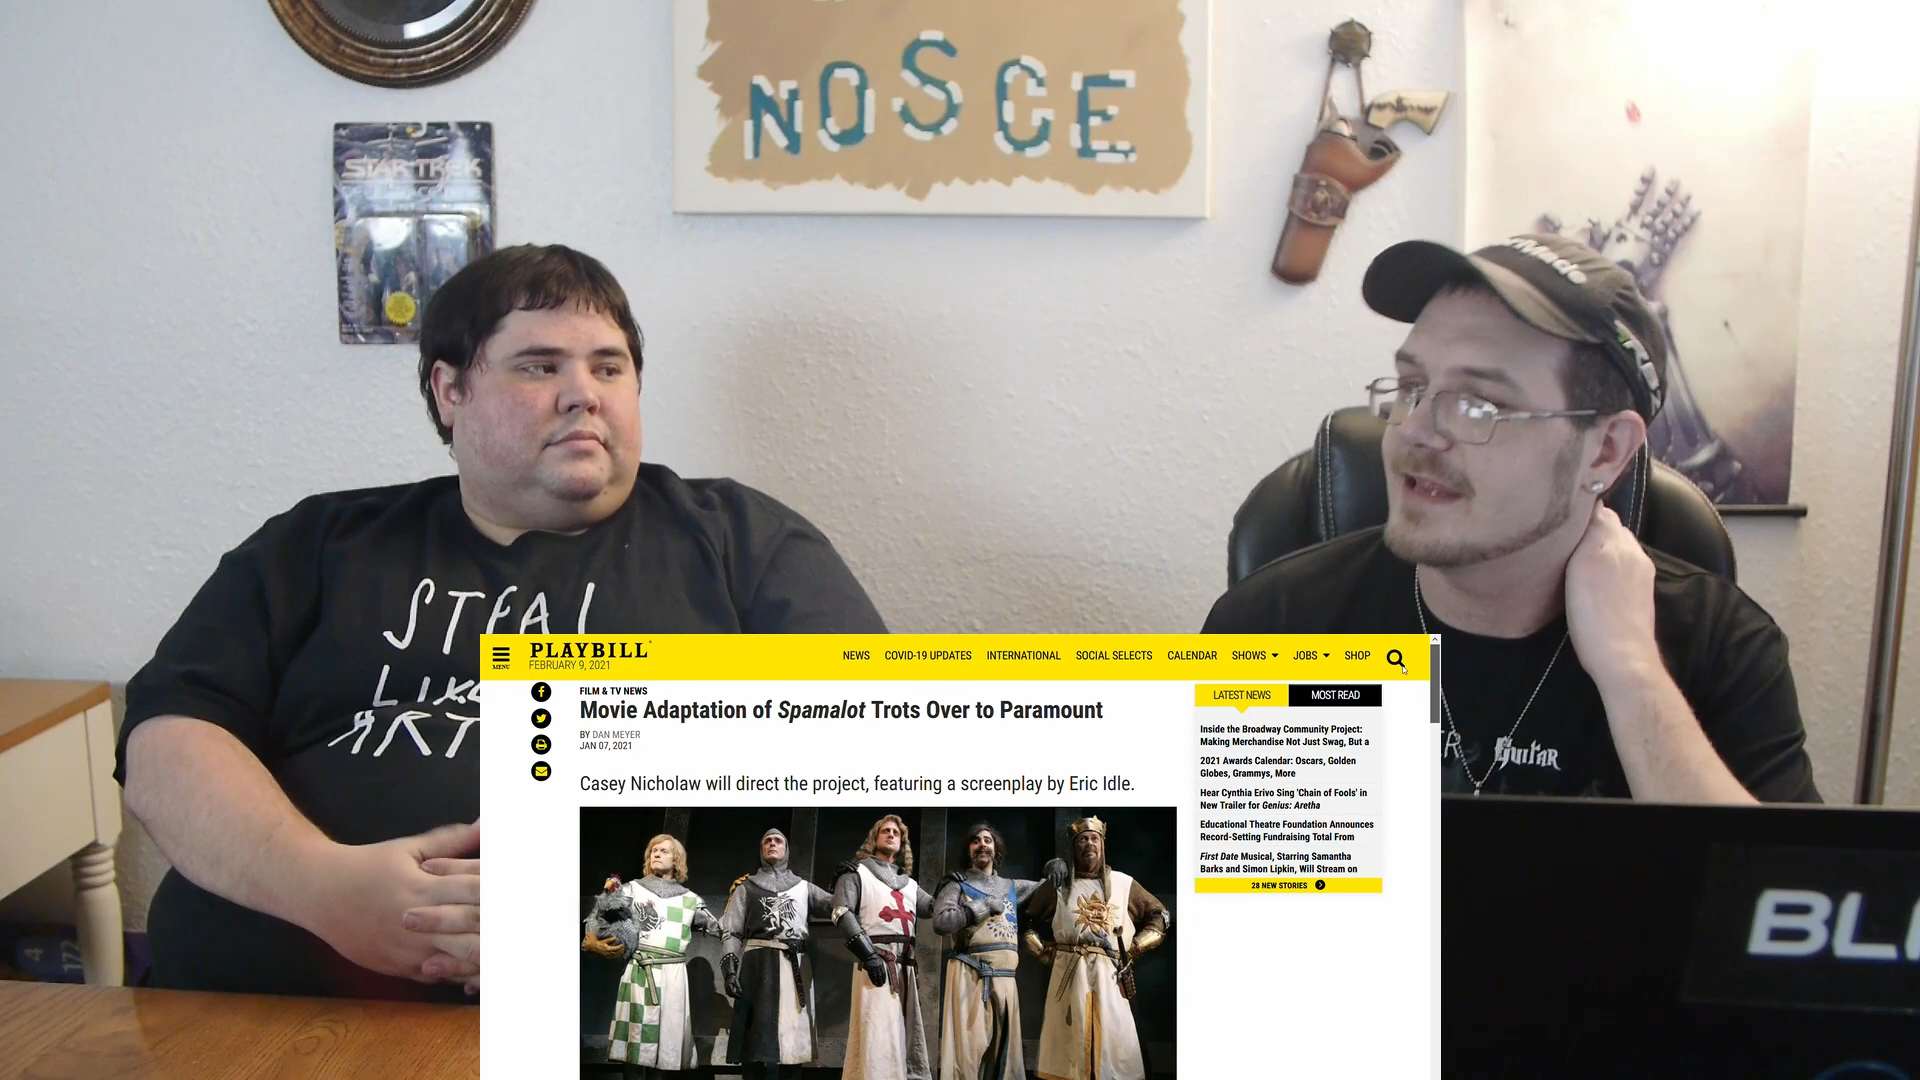 NOSCE
STAR TREK
STEAL
LIKE
ART
GUITAR
BL
4
172
PLAYBILL
FEBRUARY 9, 2021
MENU
NEWS COVID-19 UPDATES INTERNATIONAL SOCIAL SELECTS CALENDAR SHOWS JOBS SHOP
FILM & TV NEWS
Movie Adaptation of Spamalot Trots Over to Paramount
BY DAN MEYER
JAN 07, 2021
Casey Nicholaw will direct the project, featuring a screenplay by Eric Idle.
LATEST NEWS MOST READ
Inside the Broadway Community Project:
Making Merchandise Not Just Swag, But a
2021 Awards Calendar: Oscars, Golden
Globes, Grammys, More
Hear Cynthia Erivo Sing 'Chain of Fools' in
New Trailer for Genius: Aretha
Educational Theatre Foundation Announces
Record-Setting Fundraising Total From
First Date Musical, Starring Samantha
Barks and Simon Lipkin, Will Stream on
28 NEW STORIES